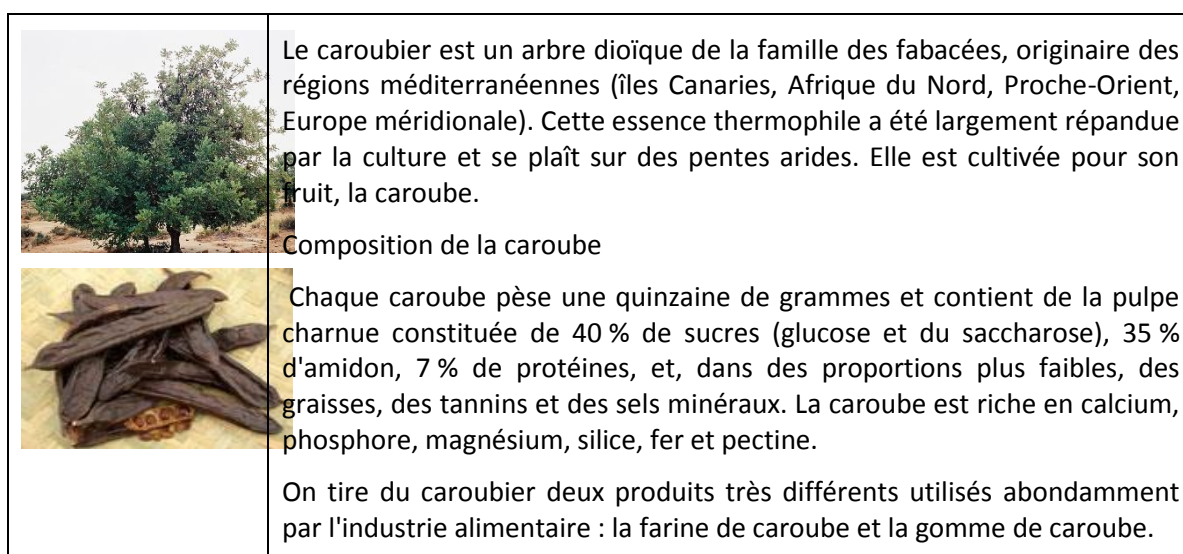 Le caroubier est un arbre dioïque de la famille des fabacées, originaire des
régions méditerranéennes (îles Canaries, Afrique du Nord, Proche-Orient,
Europe méridionale). Cette essence thermophile a été largement répandue
par la culture et se plaît sur des pentes arides. Elle est cultivée pour son
fruit, la caroube.
Composition de la caroube
Chaque caroube pèse une quinzaine de grammes et contient de la pulpe
charnue constituée de 40 % de sucres (glucose et du saccharose), 35 %
d'amidon, 7 % de protéines, et, dans des proportions plus faibles, des
graisses, des tannins et des sels minéraux. La caroube est riche en calcium,
phosphore, magnésium, silice, fer et pectine.
On tire du caroubier deux produits très différents utilisés abondamment
par l'industrie alimentaire : la farine de caroube et la gomme de caroube.